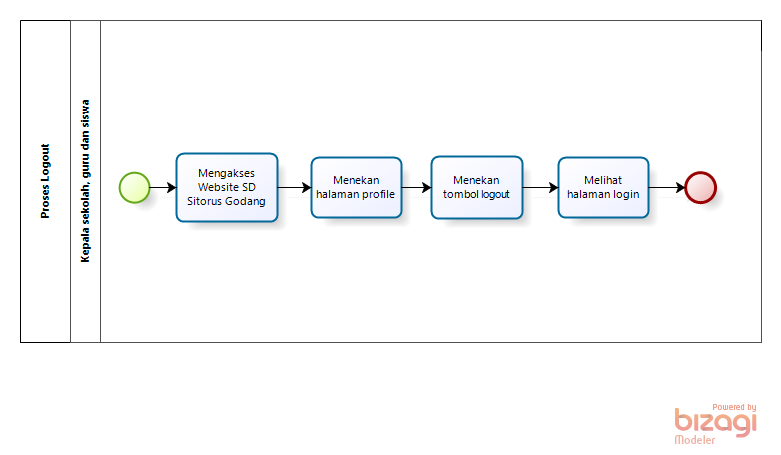 Proses Logout
Kepala sekolah, guru dan siswa
Mengakses
Website SD
Sitorus Godang
Menekan
halaman profile
Menekan
tombol logout
Melihat
halaman login
Powered by
bizagi
Modeler